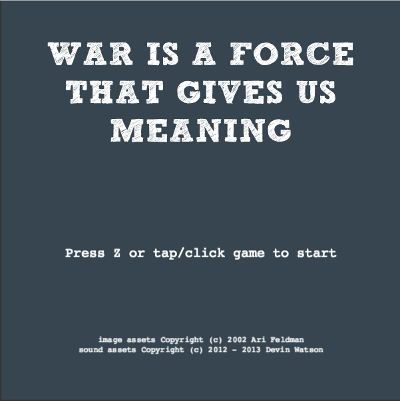 WAR IS A FORCE
THAT GIVES US
MEANING
Press Z or tap/click game to start
image assets Copyright (c) 2002 Ari Feldman
sound assets Copyright (c) 2012 - 2013 Devin Watson